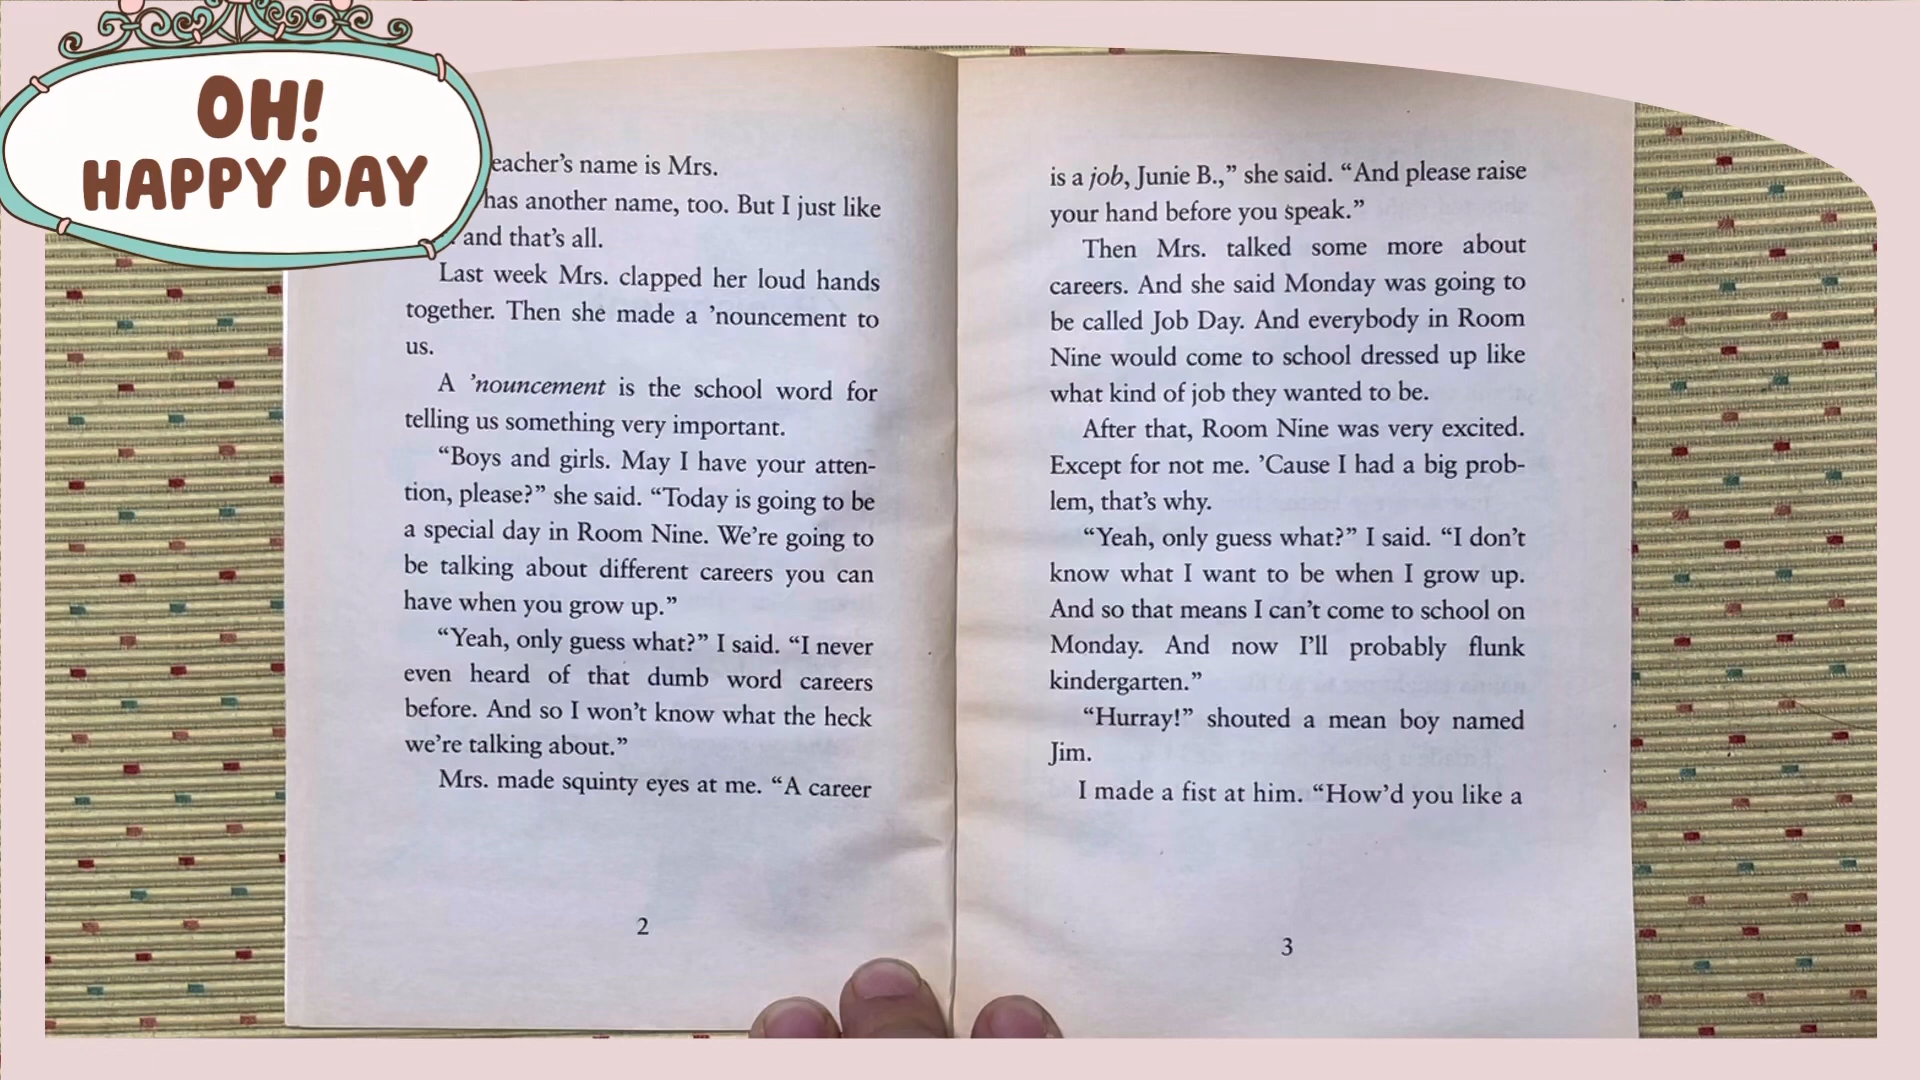 OH!
HAPPY DAY
eacher’s name is Mrs.
has another name, too. But I just like
and that’s all.
Last week Mrs. clapped her loud hands
together. Then she made a ’nouncement to
us.
A ’nouncement is the school word for
telling us something very important.
“Boys and girls. May I have your atten-
tion, please?” she said. “Today is going to be
a special day in Room Nine. We’re going to
be talking about different careers you can
have when you grow up.”
“Yeah, only guess what?” I said. “I never
even heard of that dumb word careers
before. And so I won’t know what the heck
we’re talking about.”
Mrs. made squinty eyes at me. “A career
2
is a job, Junie B.,” she said. “And please raise
your hand before you speak.”
Then Mrs. talked some more about
careers. And she said Monday was going to
be called Job Day. And everybody in Room
Nine would come to school dressed up like
what kind of job they wanted to be.
After that, Room Nine was very excited.
Except for not me. ’Cause I had a big prob-
lem, that’s why.
“Yeah, only guess what?” I said. “I don’t
know what I want to be when I grow up.
And so that means I can’t come to school on
Monday. And now I’ll probably flunk
kindergarten.”
“Hurray!” shouted a mean boy named
Jim.
I made a fist at him. “How’d you like a
3